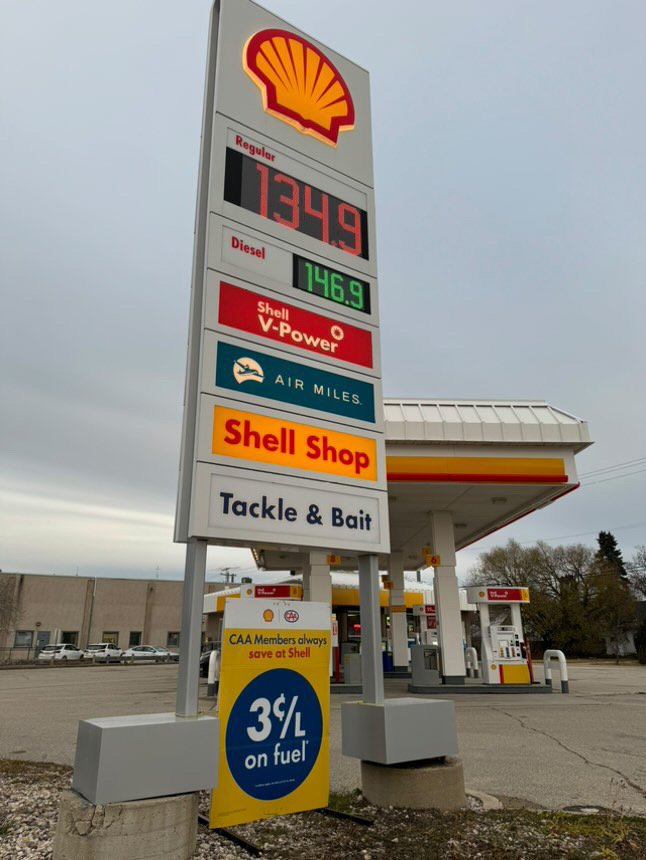 Regular
134.9
Diesel
146.9
Shell
V-Power
AIR MILES.
Shell Shop
Tackle & Bait
CAA Members always
save at Shell
3¢/L
on fuel*